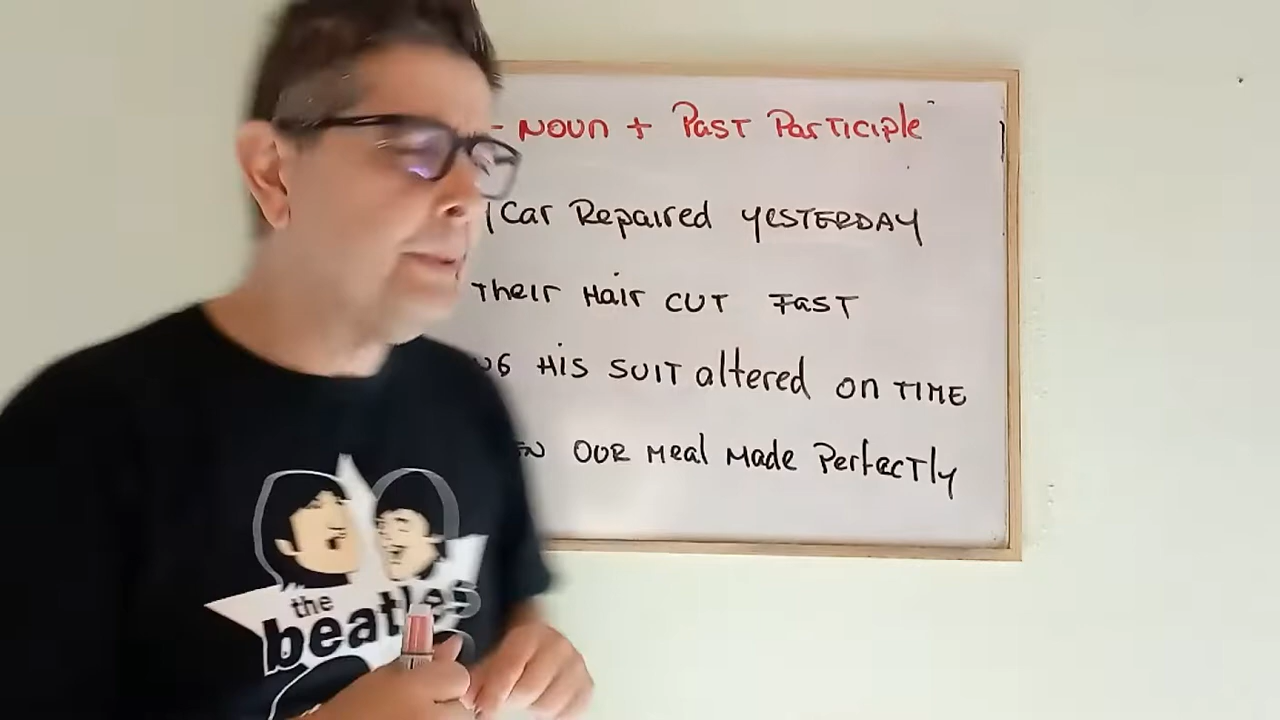 - NOUN + Past Participle
Car Repaired YESTERDAY
Their Hair CUT FAST
HIS SUIT altered on TIME
OUR Meal Made Perfectly
the
beatles